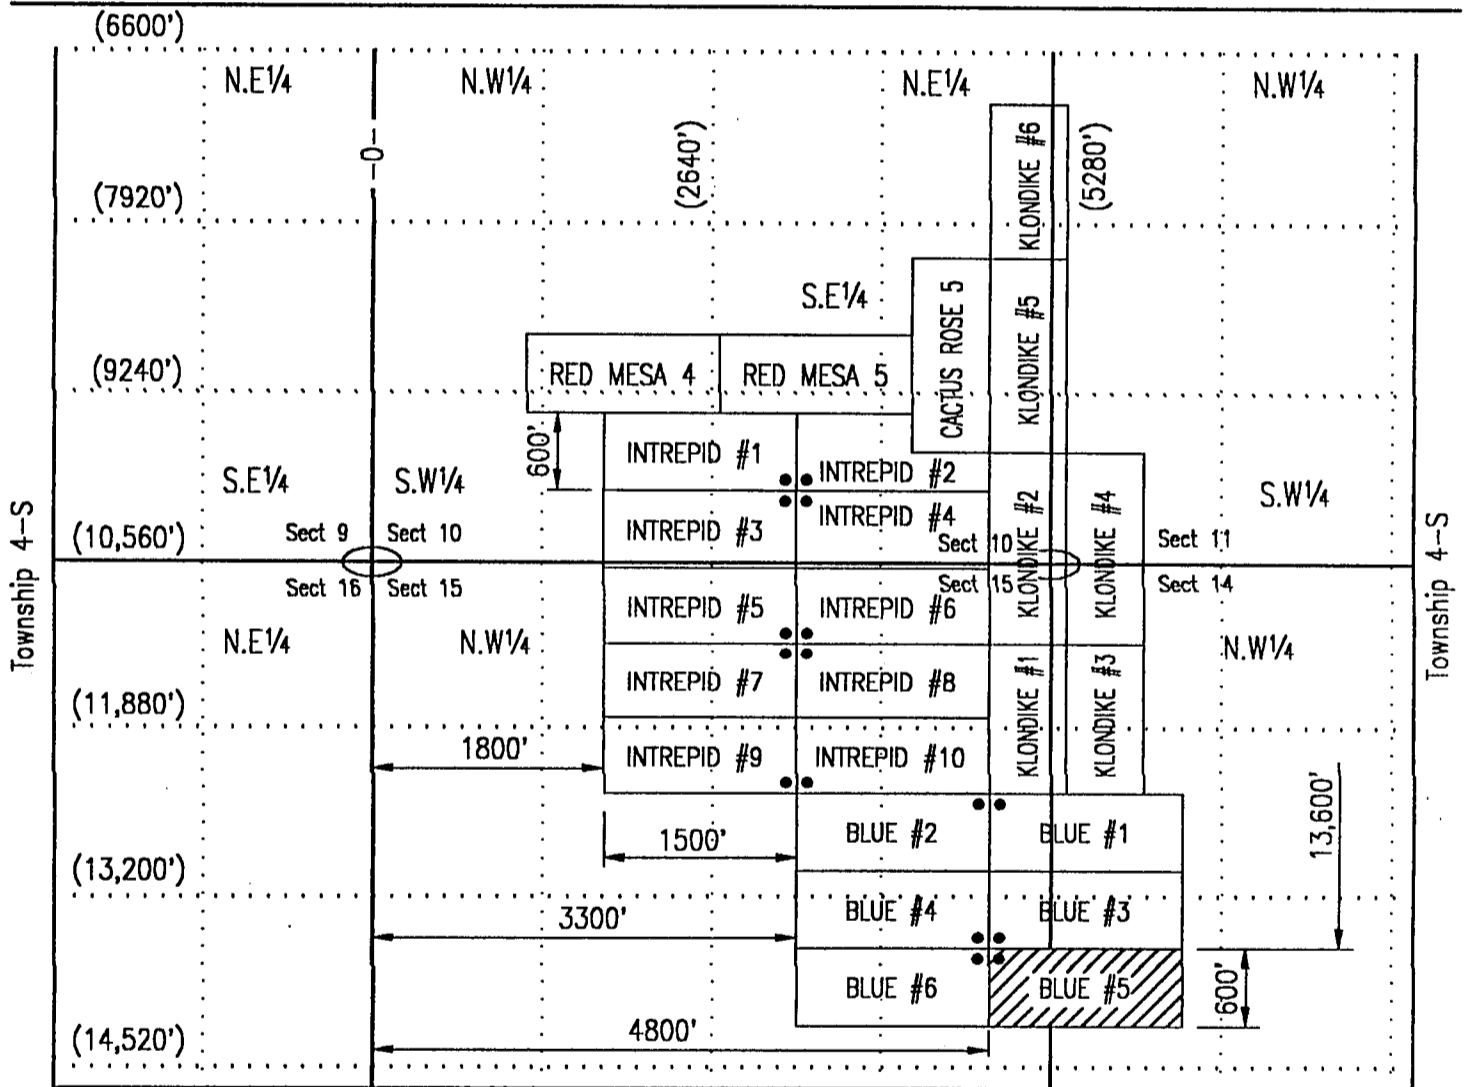 (6600')
N.E¼ N.W¼ N.E¼ N.W¼
-0-
(2640')
(5280')
KLONDIKE #6
(7920')
S.E¼
CACTUS ROSE 5
KLONDIKE #5
(9240')
RED MESA 4 RED MESA 5
600'
INTREPID #1 INTREPID #2
S.E¼ S.W¼ S.W¼
INTREPID #3 INTREPID #4
KLONDIKE #2 KLONDIKE #4
Township 4-S
Township 4-S
(10,560') Sect 9 Sect 10 Sect 10 Sect 11
Sect 16 Sect 15 Sect 15 Sect 14
INTREPID #5 INTREPID #6
N.E¼ N.W¼ N.W¼
INTREPID #7 INTREPID #8
KLONDIKE #1 KLONDIKE #3
(11,880')
1800' INTREPID #9 INTREPID #10
13,600'
1500' BLUE #2 BLUE #1
(13,200')
3300' BLUE #4 BLUE #3
BLUE #6 BLUE #5 600'
(14,520') 4800'